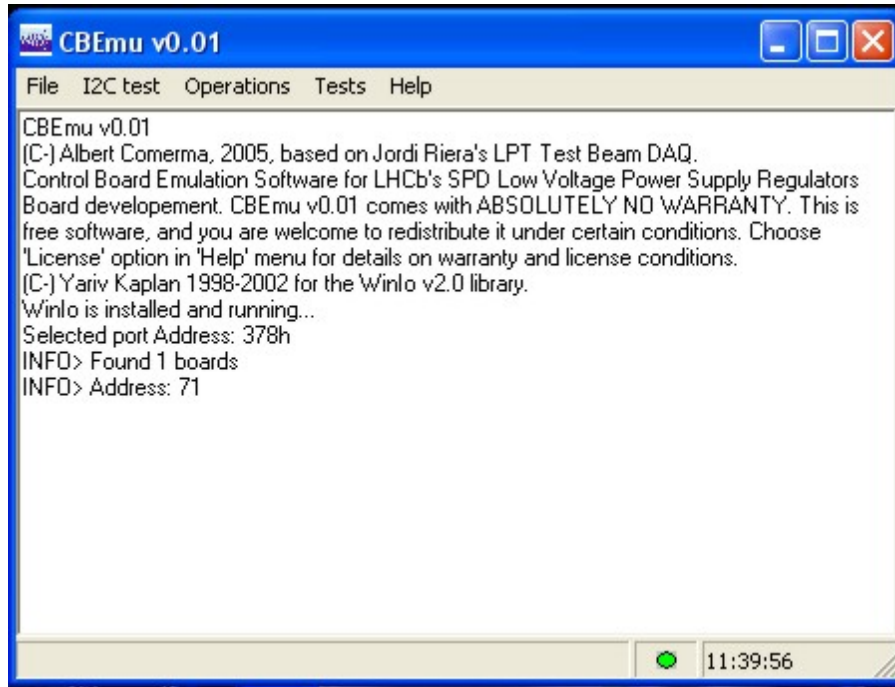 CBEmu v0.01
File I2C test Operations Tests Help
CBEmu v0.01
(C-) Albert Comerma, 2005, based on Jordi Riera's LPT Test Beam DAQ.
Control Board Emulation Software for LHCb's SPD Low Voltage Power Supply Regulators
Board developement. CBEmu v0.01 comes with ABSOLUTELY NO WARRANTY. This is
free software, and you are welcome to redistribute it under certain conditions. Choose
'License' option in 'Help' menu for details on warranty and license conditions.
(C-) Yariv Kaplan 1998-2002 for the WinIo v2.0 library.
WinIo is installed and running...
Selected port Address: 378h
INFO> Found 1 boards
INFO> Address: 71
11:39:56